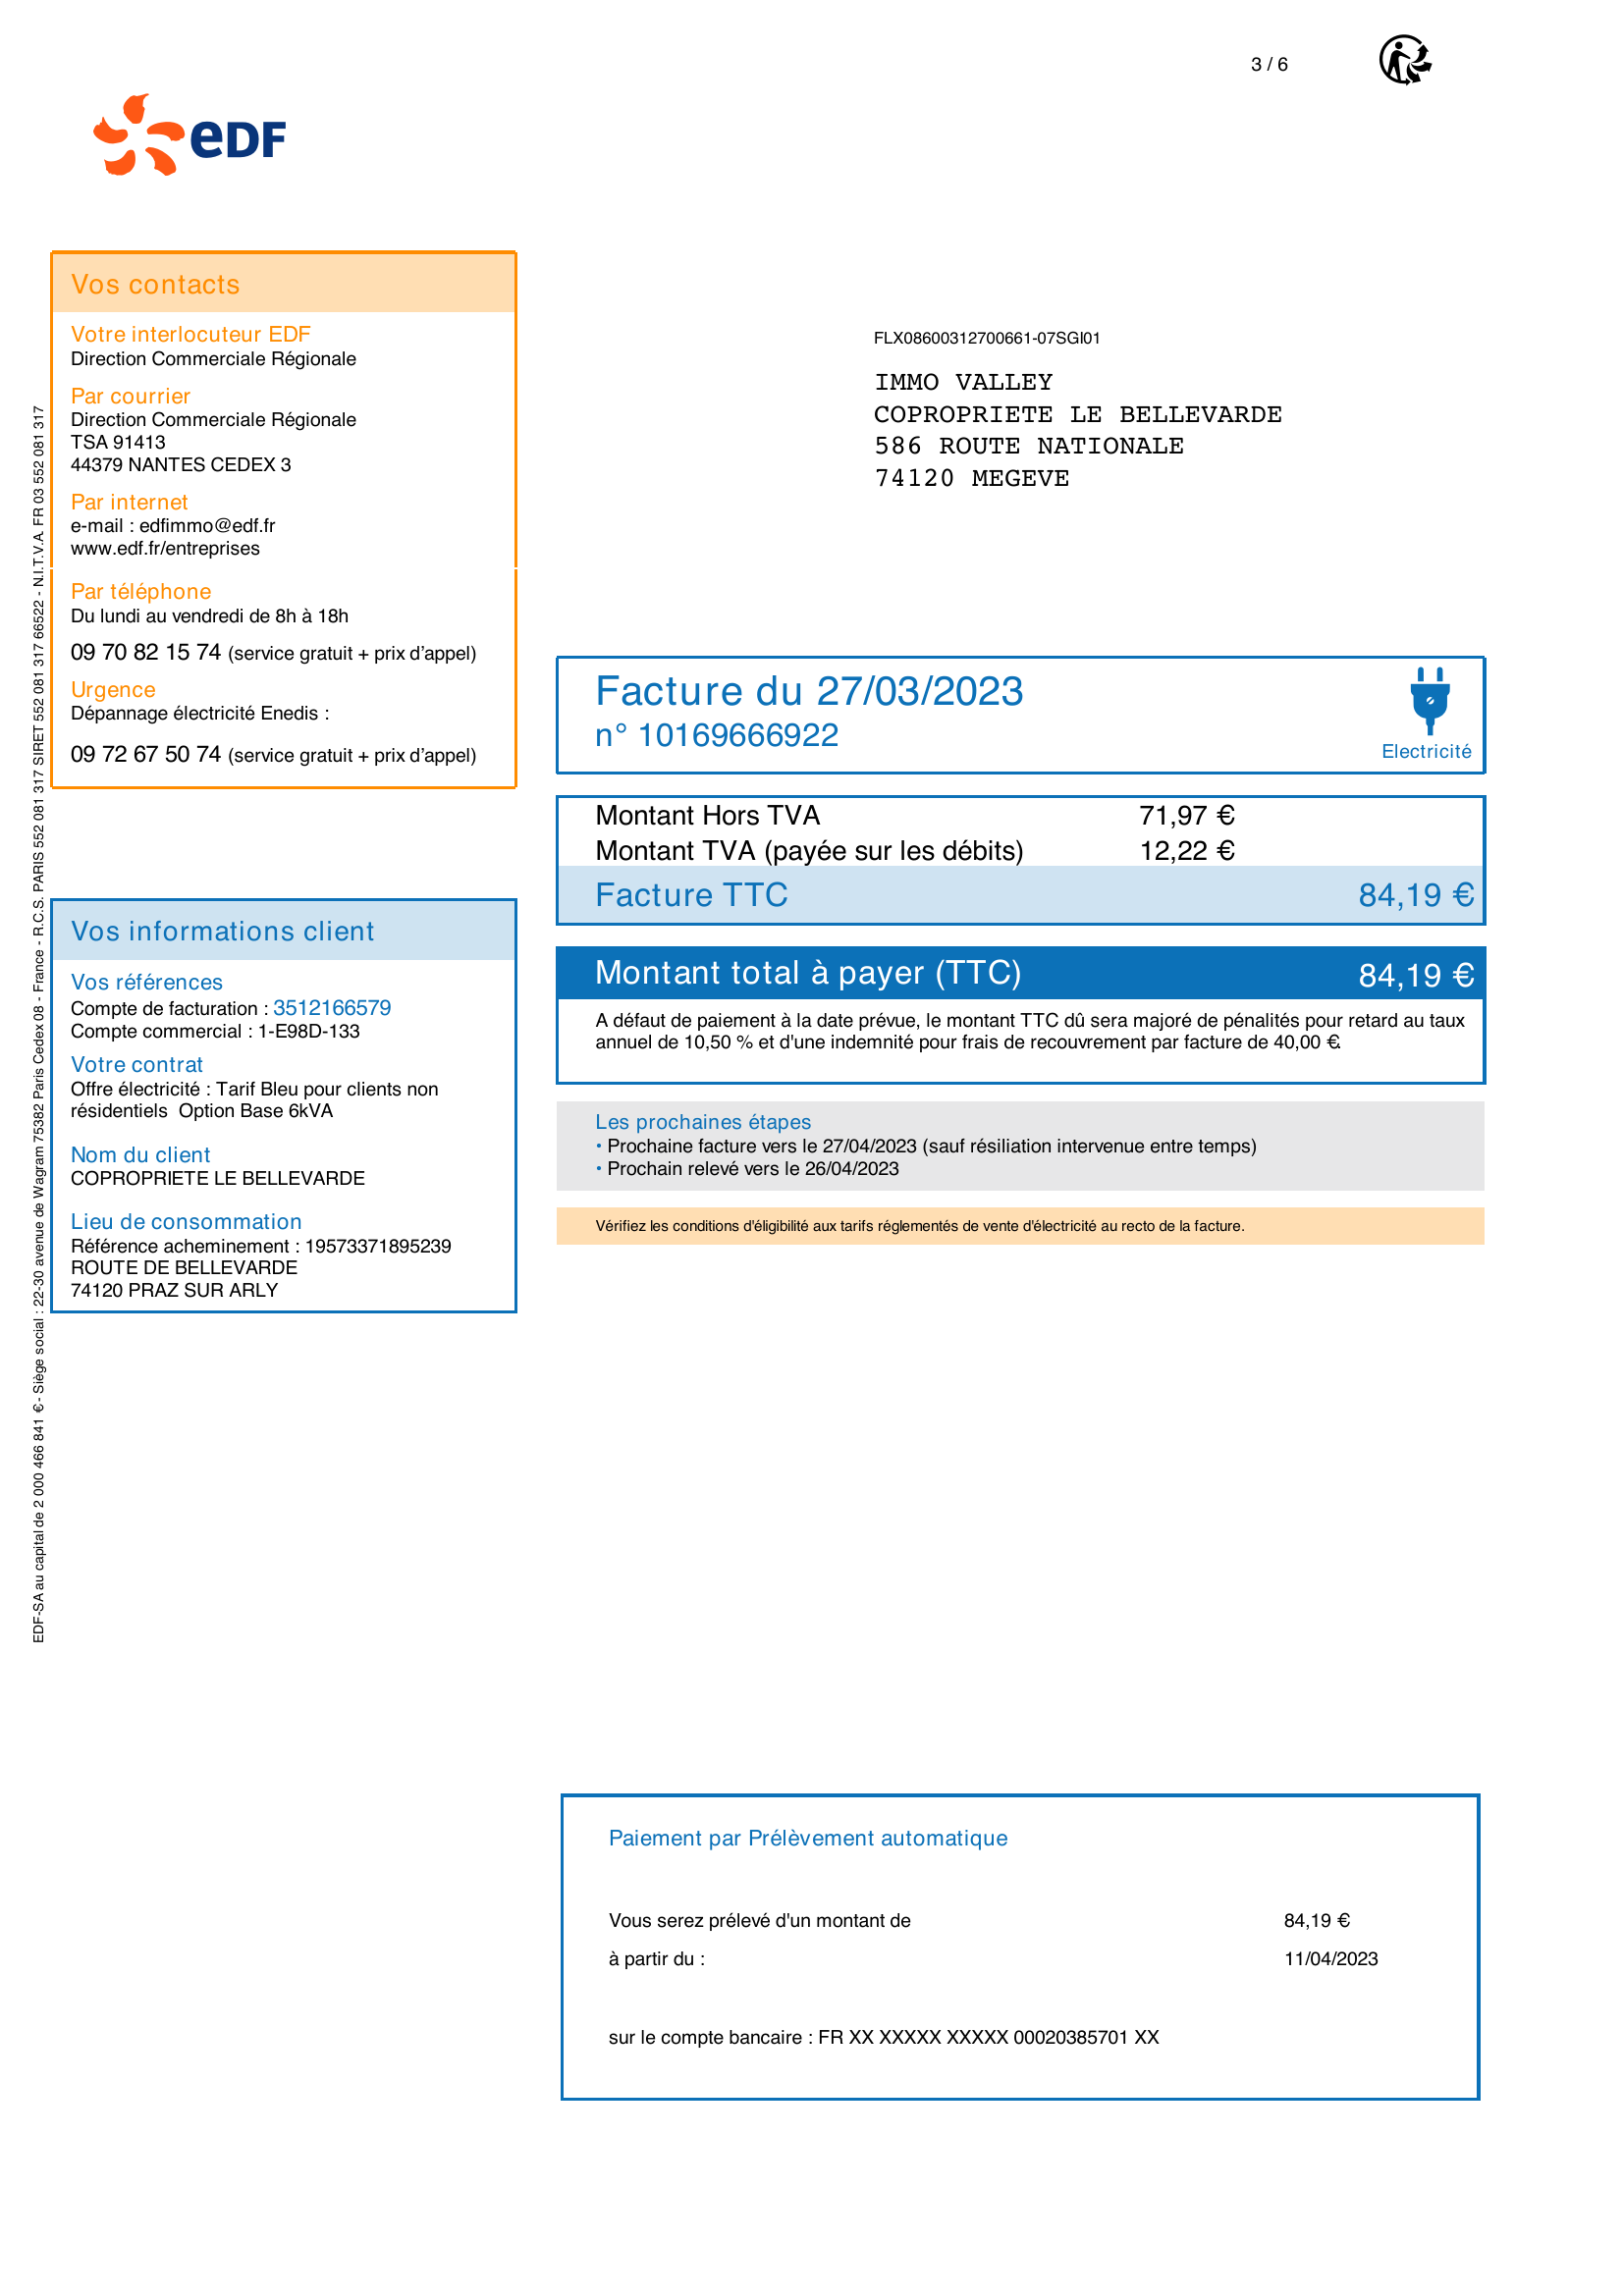 3 / 6
eDF
Vos contacts
Votre interlocuteur EDF
Direction Commerciale Régionale
Par courrier
Direction Commerciale Régionale
TSA 91413
44379 NANTES CEDEX 3
Par internet
e-mail : edfimmo@edf.fr
www.edf.fr/entreprises
Par téléphone
Du lundi au vendredi de 8h à 18h
09 70 82 15 74 (service gratuit + prix d'appel)
Urgence
Dépannage électricité Enedis :
09 72 67 50 74 (service gratuit + prix d'appel)
FLX08600312700661-07SGI01
IMMO VALLEY
COPROPRIETE LE BELLEVARDE
586 ROUTE NATIONALE
74120 MEGEVE
Facture du 27/03/2023
n° 10169666922
Electricité
Montant Hors TVA 71,97 €
Montant TVA (payée sur les débits) 12,22 €
Facture TTC 84,19 €
Montant total à payer (TTC) 84,19 €
A défaut de paiement à la date prévue, le montant TTC dû sera majoré de pénalités pour retard au taux
annuel de 10,50 % et d'une indemnité pour frais de recouvrement par facture de 40,00 €.
Les prochaines étapes
• Prochaine facture vers le 27/04/2023 (sauf résiliation intervenue entre temps)
• Prochain relevé vers le 26/04/2023
Vérifiez les conditions d'éligibilité aux tarifs réglementés de vente d'électricité au recto de la facture.
Vos informations client
Vos références
Compte de facturation : 3512166579
Compte commercial : 1-E98D-133
Votre contrat
Offre électricité : Tarif Bleu pour clients non
résidentiels Option Base 6kVA
Nom du client
COPROPRIETE LE BELLEVARDE
Lieu de consommation
Référence acheminement : 19573371895239
ROUTE DE BELLEVARDE
74120 PRAZ SUR ARLY
EDF-SA au capital de 2 000 466 841 € - Siège social : 22-30 avenue de Wagram 75382 Paris Cedex 08 - France - R.C.S. PARIS 552 081 317 SIRET 552 081 317 66522 - N.I.T.V.A. FR 03 552 081 317
Paiement par Prélèvement automatique
Vous serez prélevé d'un montant de 84,19 €
à partir du : 11/04/2023
sur le compte bancaire : FR XX XXXXX XXXXX 00020385701 XX